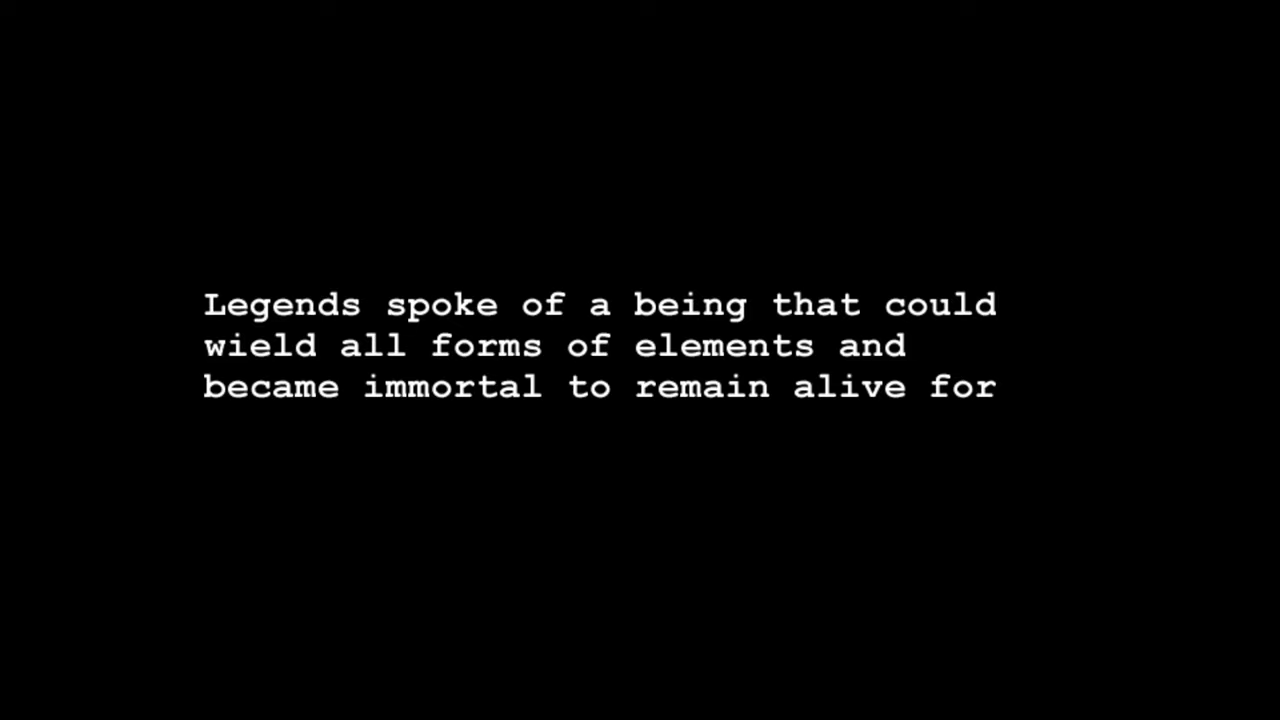 Legends spoke of a being that could
wield all forms of elements and
became immortal to remain alive for